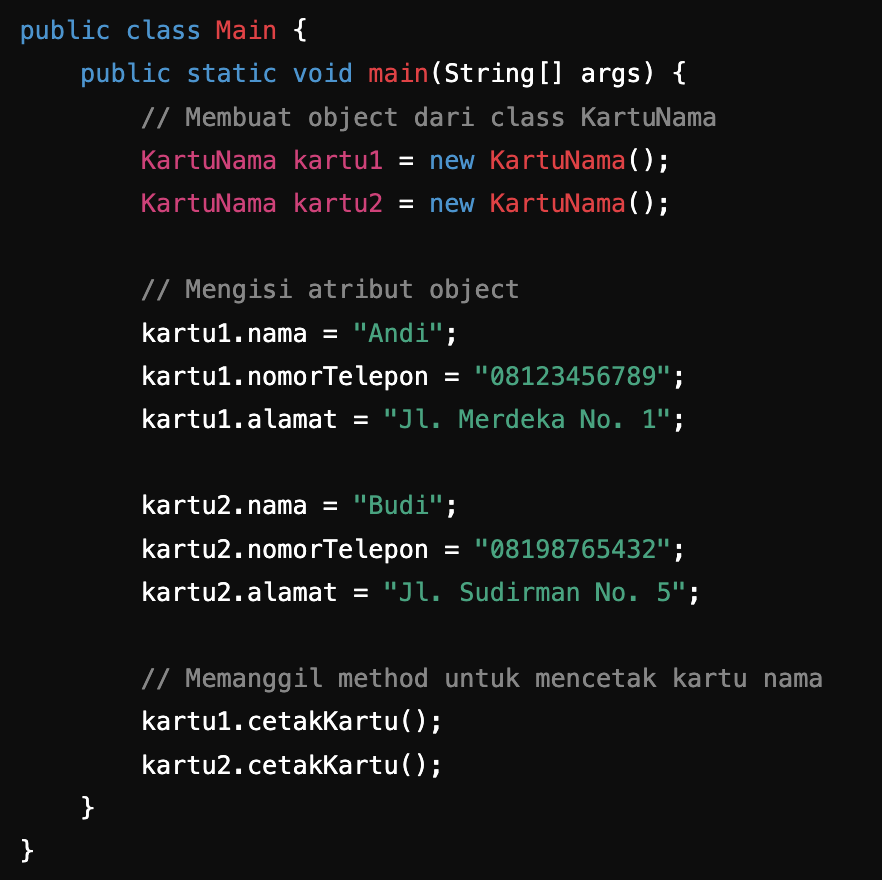 public class Main {
    public static void main(String[] args) {
        // Membuat object dari class KartuNama
        KartuNama kartu1 = new KartuNama();
        KartuNama kartu2 = new KartuNama();

        // Mengisi atribut object
        kartu1.nama = "Andi";
        kartu1.nomorTelepon = "08123456789";
        kartu1.alamat = "Jl. Merdeka No. 1";

        kartu2.nama = "Budi";
        kartu2.nomorTelepon = "08198765432";
        kartu2.alamat = "Jl. Sudirman No. 5";

        // Memanggil method untuk mencetak kartu nama
        kartu1.cetakKartu();
        kartu2.cetakKartu();
    }
}